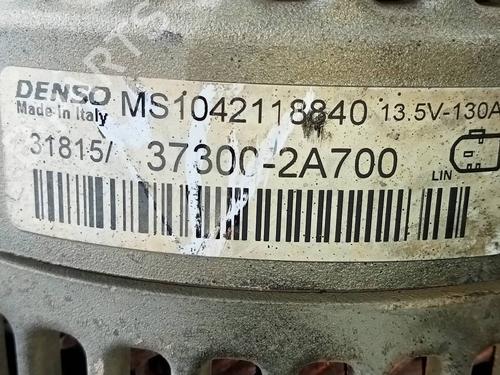 DENSO MS1042118840 13.5V-130A
Made in Italy
31815/ 37300-2A700
LIN